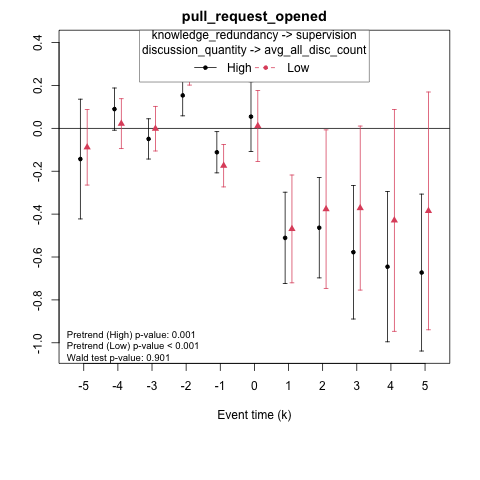 pull_request_opened
knowledge_redundancy -> supervision
discussion_quantity -> avg_all_disc_count
High Low
0.4
0.2
0.0
-0.2
-0.4
-0.6
-0.8
-1.0
Pretrend (High) p-value: 0.001
Pretrend (Low) p-value < 0.001
Wald test p-value: 0.901
-5 -4 -3 -2 -1 0 1 2 3 4 5
Event time (k)